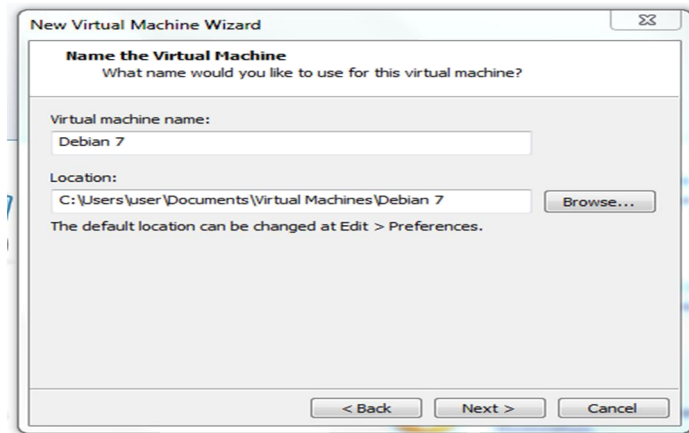 New Virtual Machine Wizard
Name the Virtual Machine
What name would you like to use for this virtual machine?
Virtual machine name:
Debian 7
Location:
C:\Users\user\Documents\Virtual Machines\Debian 7
Browse...
The default location can be changed at Edit > Preferences.
< Back
Next >
Cancel